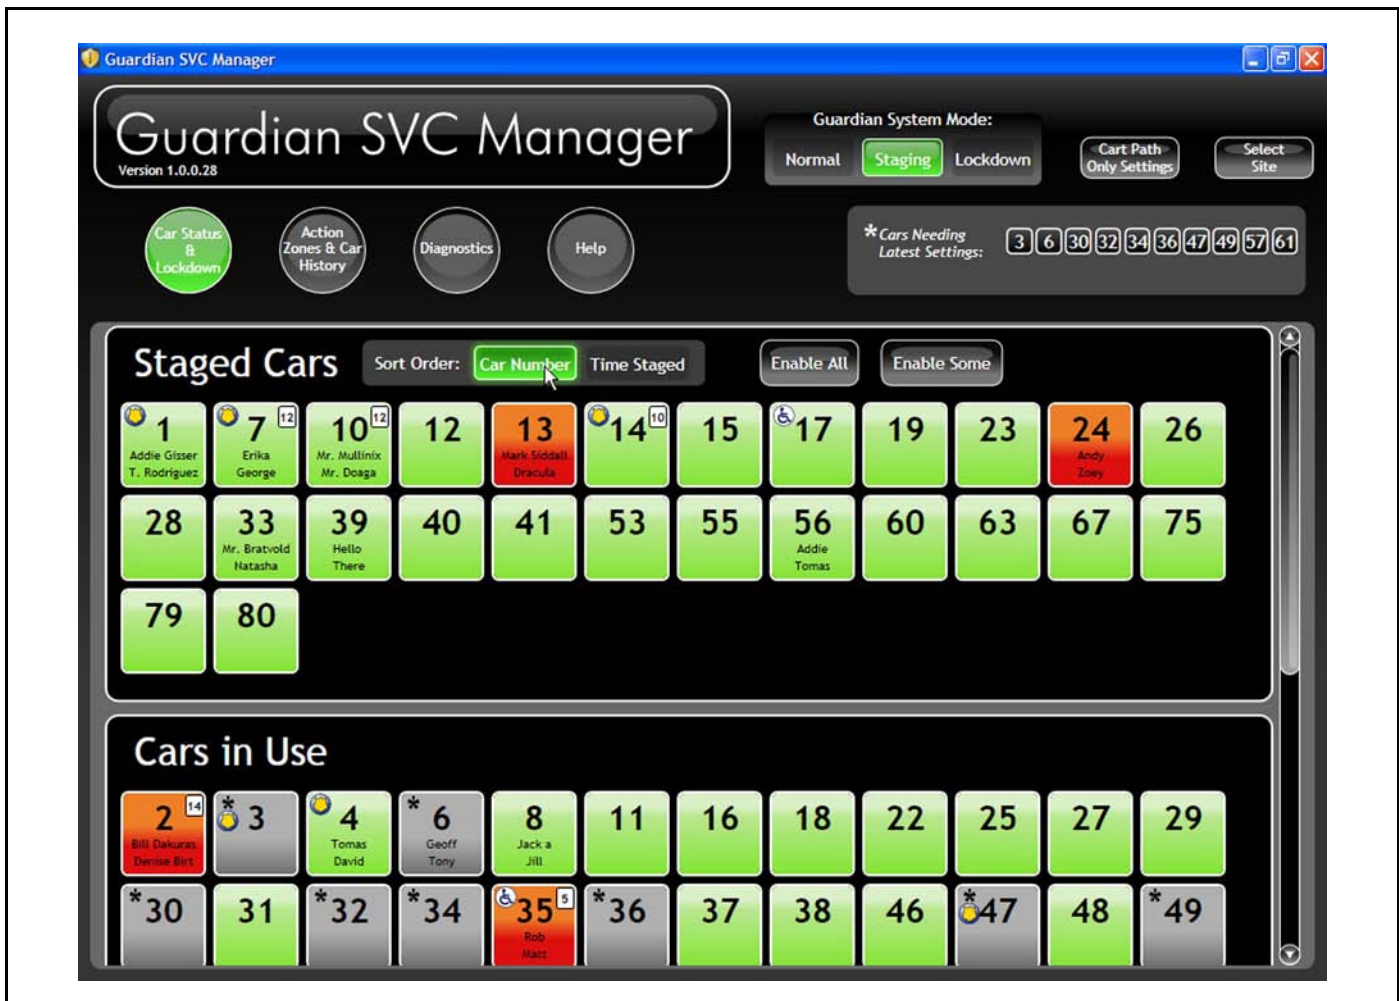 Guardian SVC Manager
Guardian SVC Manager
Version 1.0.0.28
Guardian System Mode:
Normal Staging Lockdown
Cart Path
Only Settings
Select
Site
Car Status
&
Lockdown
Action
Zones & Car
History
Diagnostics
Help
*Cars Needing
Latest Settings:
3 6 30 32 34 36 47 49 57 61
Staged Cars
Sort Order: Car Number Time Staged
Enable All
Enable Some
1
Addie Gisser
T. Rodriguez
7 12
Erika
George
10 12
Mr. Mullinix
Mr. Doaga
12
13
Mark Siddall
Dracula
14 10
15
17
19
23
24
Andy
Zoey
26
28
33
Mr. Bratvold
Natasha
39
Hello
There
40
41
53
55
56
Addie
Tomas
60
63
67
75
79
80
Cars in Use
2 14
Bill Dakuras
Denise Birt
*3
4
Tomas
David
*6
Geoff
Tony
8
Jack a
Jill
11
16
18
22
25
27
29
*30
31
*32
*34
35 5
Rob
Matt
*36
37
38
46
*47
48
*49